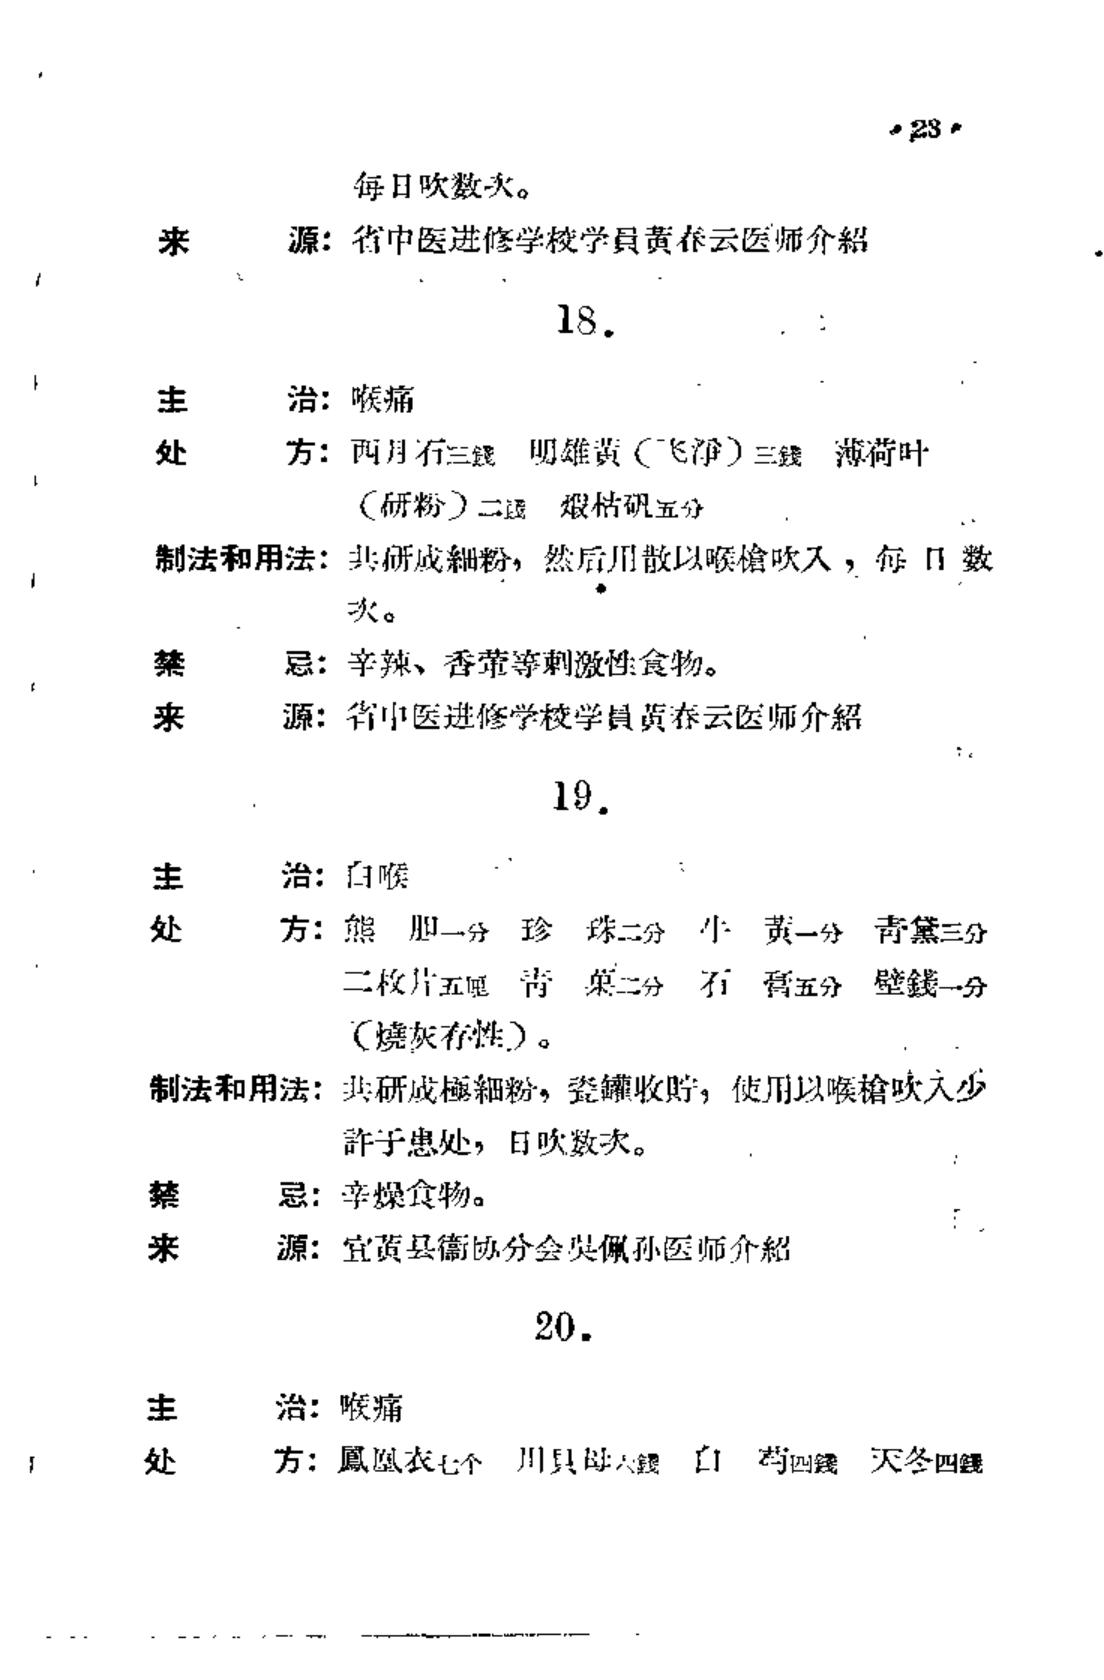 •23•
每日吹数次。
来　　源：省中医进修学校学員黄春云医师介紹
18.
主　　治：喉痛
处　　方：西月石三錢　明雄黄（飞淨）三錢　薄荷叶
（研粉）二錢　煅枯矾五分
制法和用法：共研成細粉，然后用散以喉槍吹入，每日数
次。
禁　　忌：辛辣、香葷等刺激性食物。
来　　源：省中医进修学校学員黄春云医师介紹
19.
主　　治：白喉
处　　方：熊　胆一分　珍　珠二分　牛　黄一分　青黛三分
二枚片五厘　青　菓二分　石　膏五分　壁錢一分
（燒灰存性）。
制法和用法：共研成極細粉，瓷罐收貯，使用以喉槍吹入少
許于患处，日吹数次。
禁　　忌：辛燥食物。
来　　源：宜黄县衞协分会吳佩孙医师介紹
20.
主　　治：喉痛
处　　方：鳳凰衣七个　川貝母六錢　白　芍四錢　天冬四錢